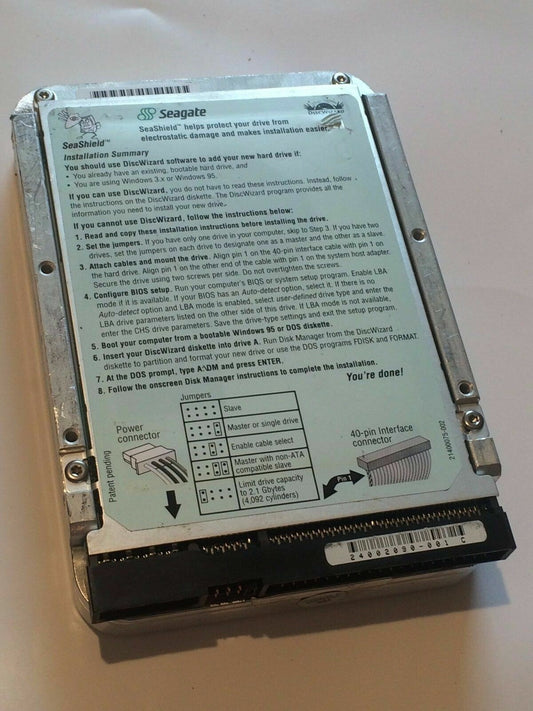 Seagate
SeaShield™
DiscWizard
SeaShield™ helps protect your drive from
electrostatic damage and makes installation easier.
Installation Summary
You should use DiscWizard software to add your new hard drive if:
• You already have an existing, bootable hard drive, and
• You are using Windows 3.x or Windows 95.
If you can use DiscWizard, you do not have to read these instructions. Instead, follow
the instructions on the DiscWizard diskette. The DiscWizard program provides all the
information you need to install your new drive.
If you cannot use DiscWizard, follow the instructions below:
1. Read and copy these installation instructions before installing the drive.
2. Set the jumpers. If you have only one drive in your computer, skip to Step 3. If you have two
drives, set the jumpers on each drive to designate one as a master and the other as a slave.
3. Attach cables and mount the drive. Align pin 1 on the 40-pin interface cable with pin 1 on
the hard drive. Align pin 1 on the other end of the cable with pin 1 on the system host adapter.
Secure the drive using two screws per side. Do not overtighten the screws.
4. Configure BIOS setup. Run your computer's BIOS or system setup program. Enable LBA
mode if it is available. If your BIOS has an Auto-detect option, select it. If there is no
Auto-detect option and LBA mode is enabled, select user-defined drive type and enter the
LBA drive parameters listed on the other side of this drive. If LBA mode is not available,
enter the CHS drive parameters. Save the drive-type settings and exit the setup program.
5. Boot your computer from a bootable Windows 95 or DOS diskette.
6. Insert your DiscWizard diskette into drive A. Run Disk Manager from the DiscWizard
diskette to partition and format your new drive or use the DOS programs FDISK and FORMAT.
7. At the DOS prompt, type A:\DM and press ENTER.
8. Follow the onscreen Disk Manager instructions to complete the installation.
You're done!
Jumpers
Slave
Master or single drive
Enable cable select
Master with non-ATA
compatible slave
Limit drive capacity
to 2.1 Gbytes
(4,092 cylinders)
Power
connector
40-pin Interface
connector
Pin 1
Patent pending
21400075-002
24002090-001 C